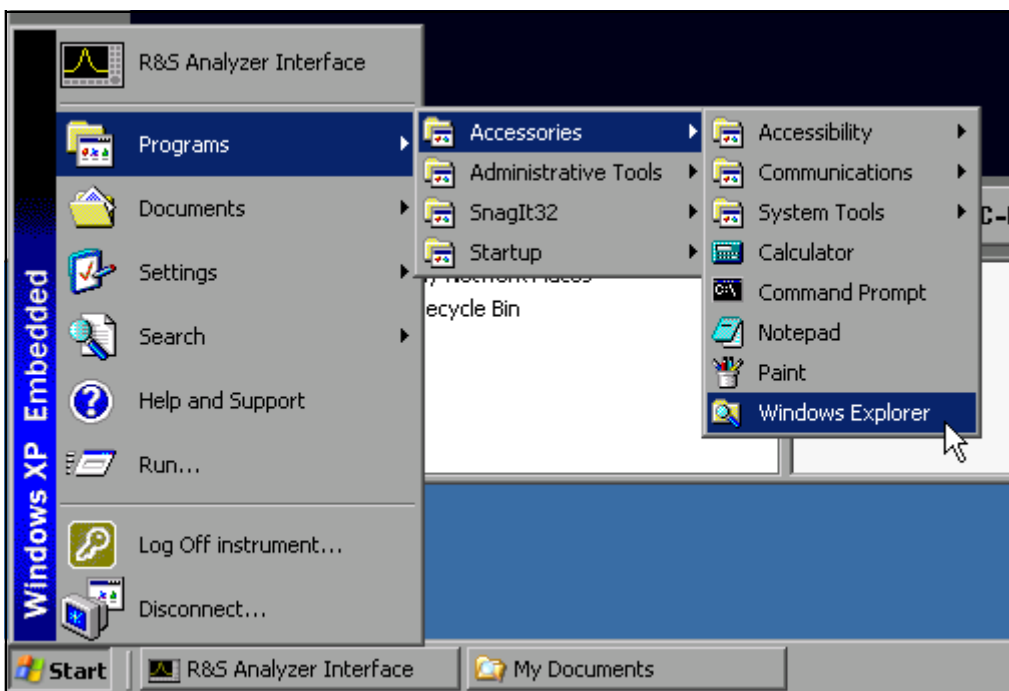 R&S Analyzer Interface
Programs
Documents
Settings
Search
Help and Support
Run...
Log Off instrument...
Disconnect...
Windows XP Embedded
Accessories
Administrative Tools
SnagIt32
Startup
Accessibility
Communications
System Tools
Calculator
Command Prompt
Notepad
Paint
Windows Explorer
ecycle Bin
Start
R&S Analyzer Interface
My Documents